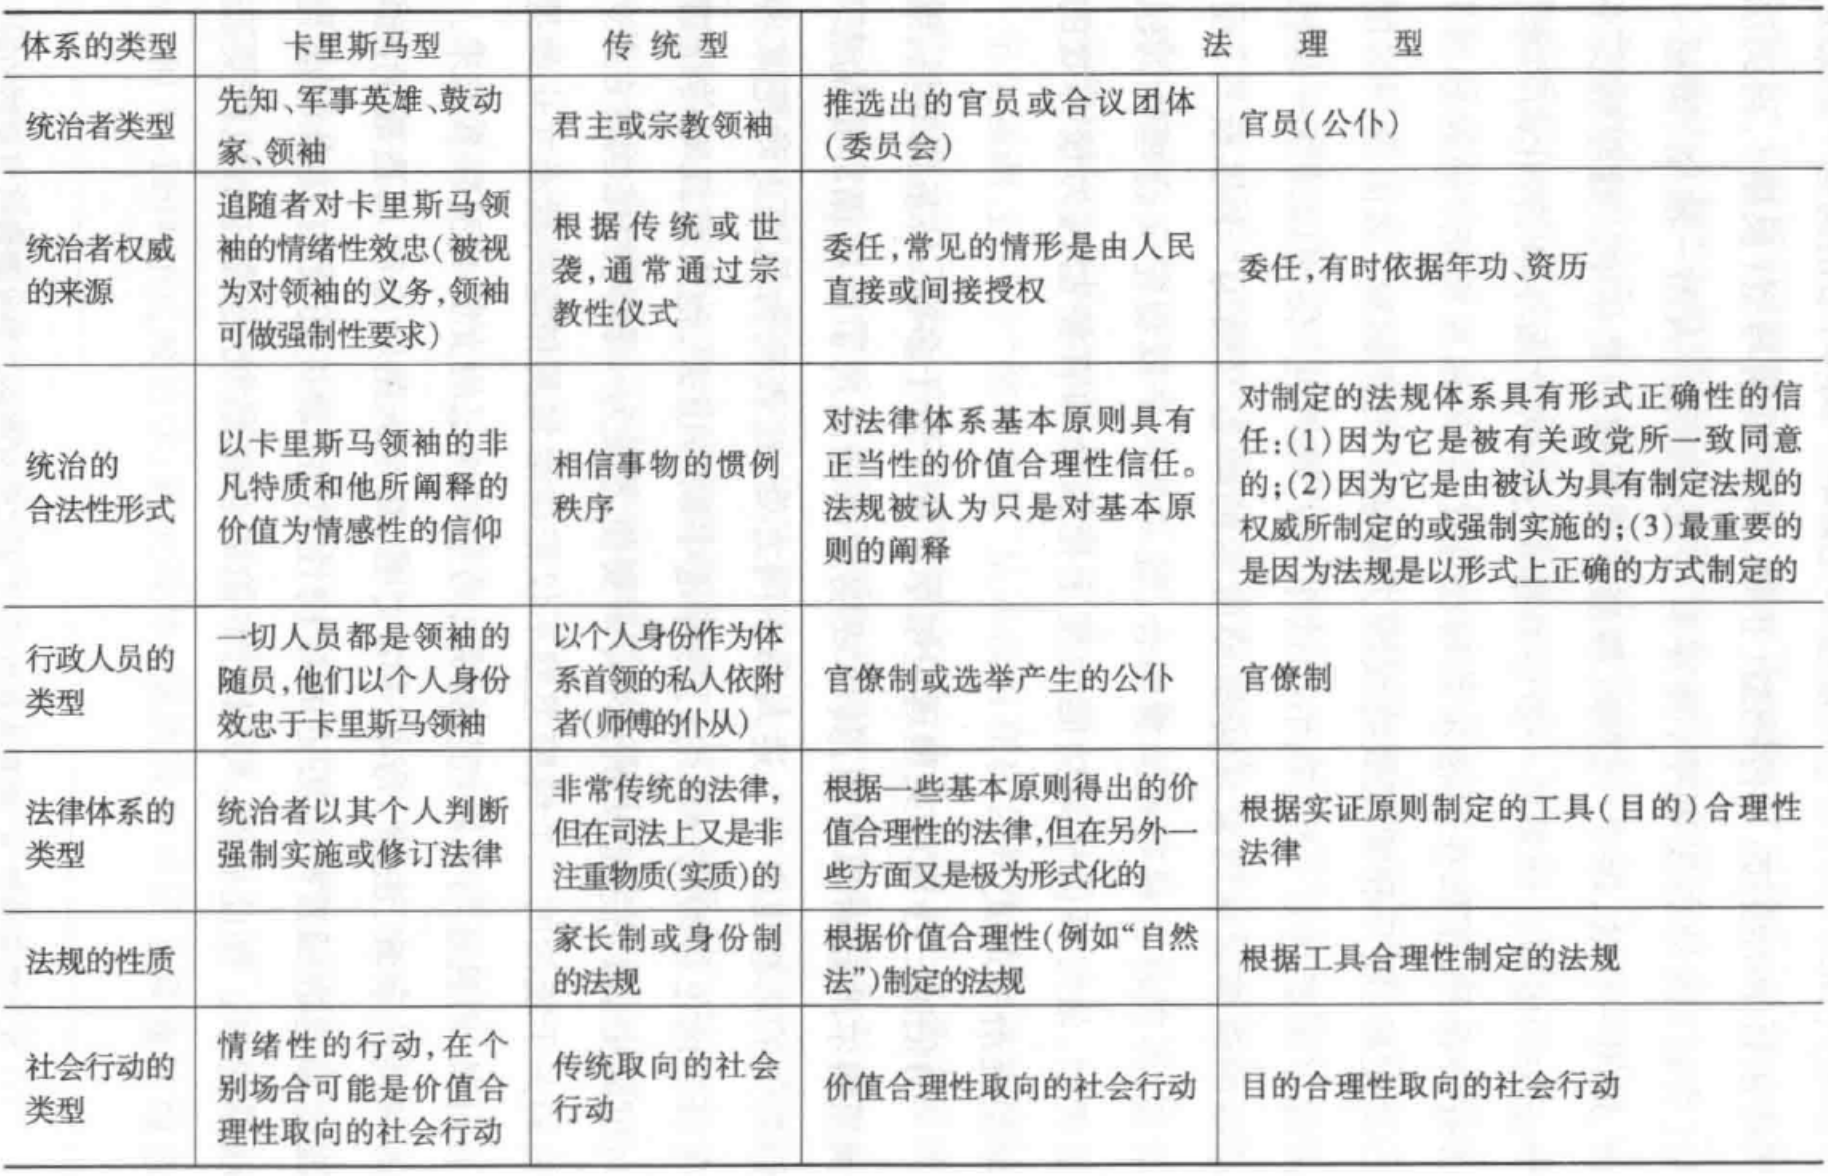 体系的类型 卡里斯马型 传统型 法理型
统治者类型
先知、军事英雄、鼓动
家、领袖
君主或宗教领袖
推选出的官员或合议团体
(委员会)
官员(公仆)
统治者权威
的来源
追随者对卡里斯马领
袖的情绪性效忠(被视
为对领袖的义务,领袖
可做强制性要求)
根据传统或世
袭,通常通过宗
教性仪式
委任,常见的情形是由人民
直接或间接授权
委任,有时依据年功、资历
统治的
合法性形式
以卡里斯马领袖的非
凡特质和他所阐释的
价值为情感性的信仰
相信事物的惯例
秩序
对法律体系基本原则具有
正当性的价值合理性信任。
法规被认为只是对基本原
则的阐释
对制定的法规体系具有形式正确性的信
任:(1)因为它是被有关政党所一致同意
的;(2)因为它是由被认为具有制定法规的
权威所制定的或强制实施的;(3)最重要的
是因为法规是以形式上正确的方式制定的
行政人员的
类型
一切人员都是领袖的
随员,他们以个人身份
效忠于卡里斯马领袖
以个人身份作为体
系首领的私人依附
者(师傅的仆从)
官僚制或选举产生的公仆
官僚制
法律体系的
类型
统治者以其个人判断
强制实施或修订法律
非常传统的法律,
但在司法上又是非
注重物质(实质)的
根据一些基本原则得出的价
值合理性的法律,但在另外一
些方面又是极为形式化的
根据实证原则制定的工具(目的)合理性
法律
法规的性质
家长制或身份制
的法规
根据价值合理性(例如“自然
法”)制定的法规
根据工具合理性制定的法规
社会行动的
类型
情绪性的行动,在个
别场合可能是价值合
理性取向的社会行动
传统取向的社会
行动
价值合理性取向的社会行动
目的合理性取向的社会行动